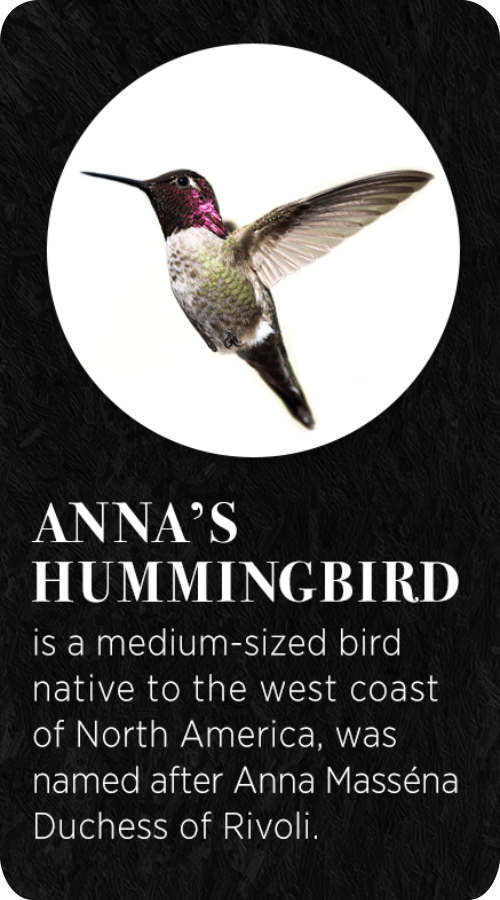 ANNA’S
HUMMINGBIRD
is a medium-sized bird
native to the west coast
of North America, was
named after Anna Masséna
Duchess of Rivoli.